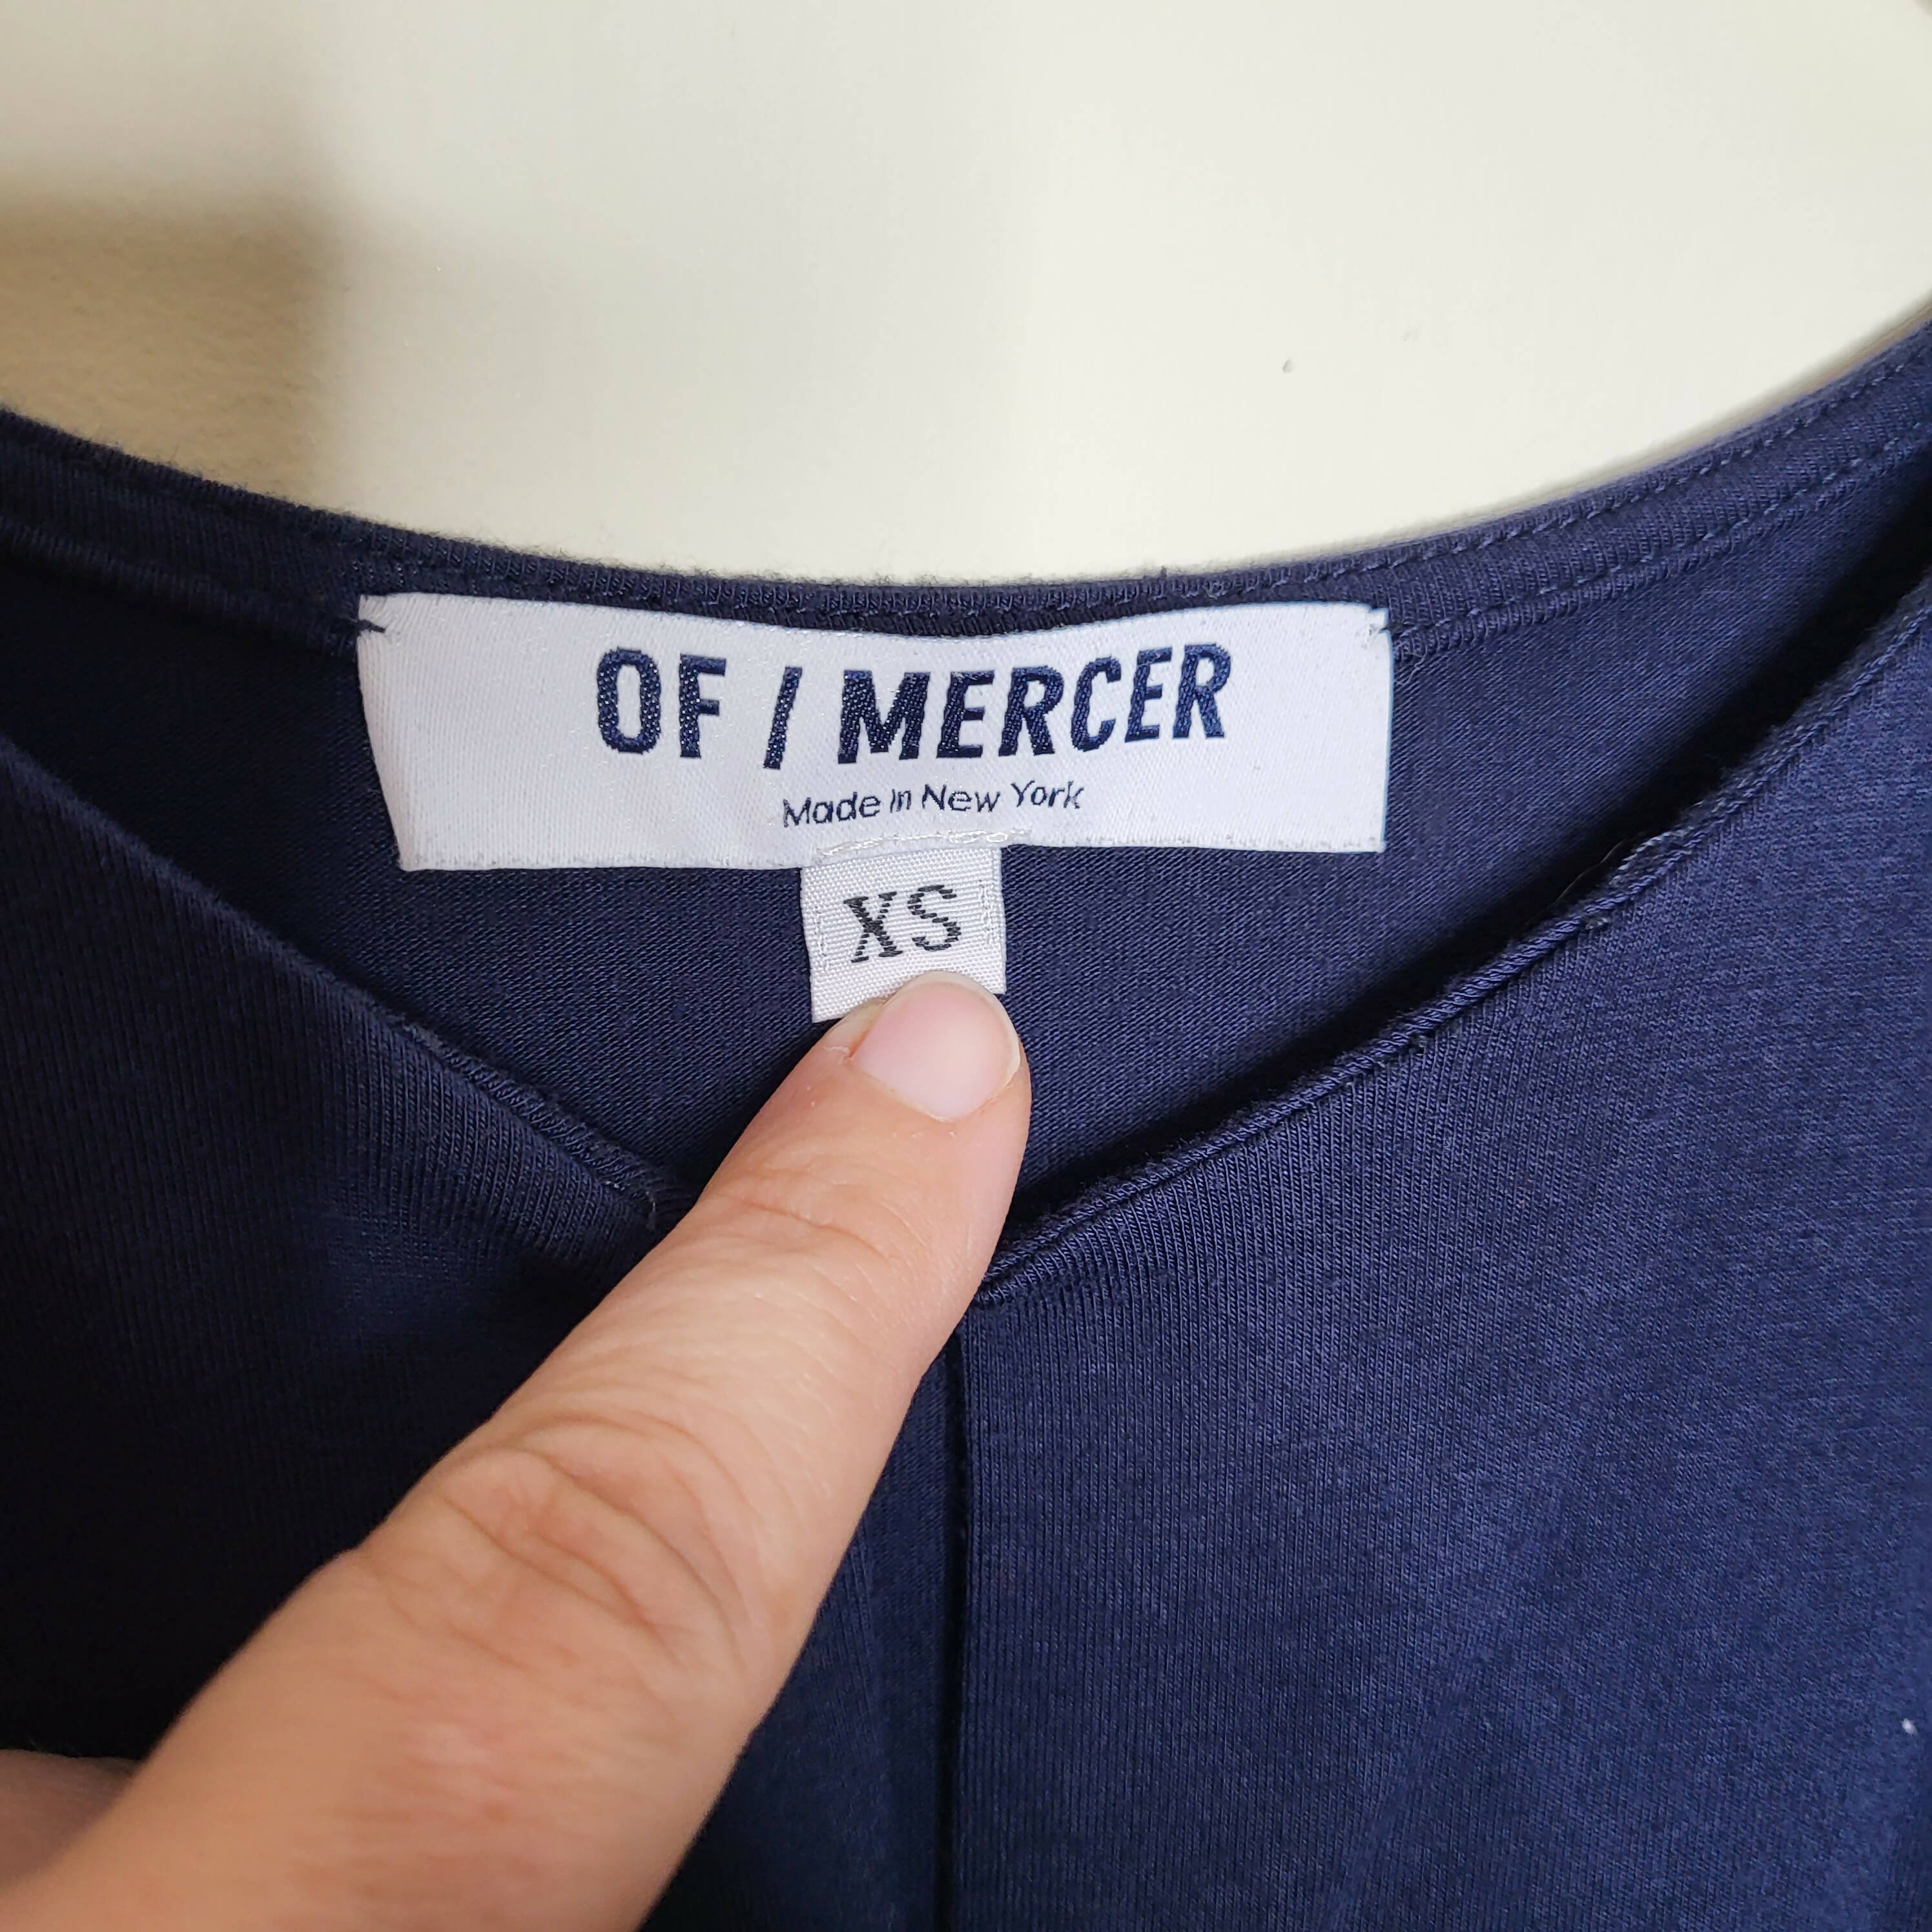 OF / MERCER
Made In New York
XS